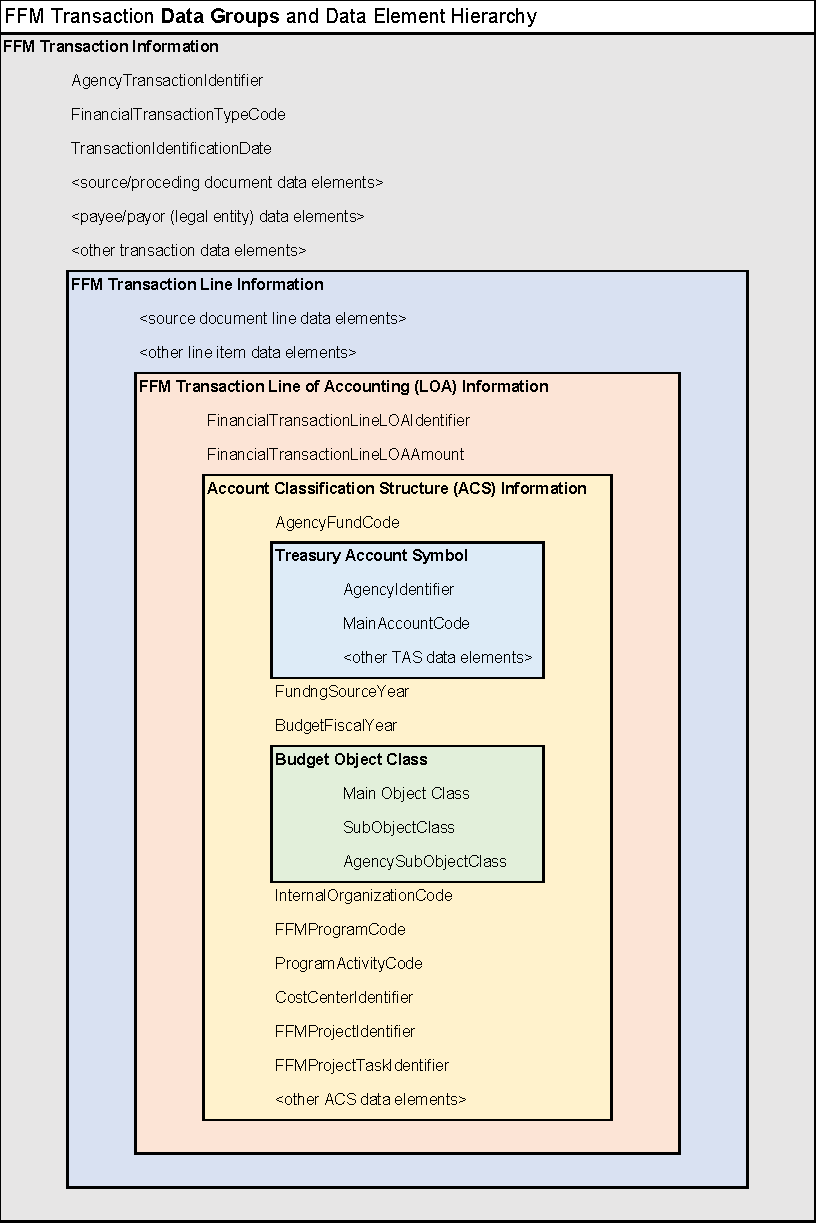 FFM Transaction Data Groups and Data Element Hierarchy
FFM Transaction Information
AgencyTransactionIdentifier
FinancialTransactionTypeCode
TransactionIdentificationDate
<source/proceding document data elements>
<payee/payor (legal entity) data elements>
<other transaction data elements>
FFM Transaction Line Information
<source document line data elements>
<other line item data elements>
FFM Transaction Line of Accounting (LOA) Information
FinancialTransactionLineLOAIdentifier
FinancialTransactionLineLOAAmount
Account Classification Structure (ACS) Information
AgencyFundCode
Treasury Account Symbol
AgencyIdentifier
MainAccountCode
<other TAS data elements>
FundngSourceYear
BudgetFiscalYear
Budget Object Class
Main Object Class
SubObjectClass
AgencySubObjectClass
InternalOrganizationCode
FFMProgramCode
ProgramActivityCode
CostCenterIdentifier
FFMProjectIdentifier
FFMProjectTaskIdentifier
<other ACS data elements>